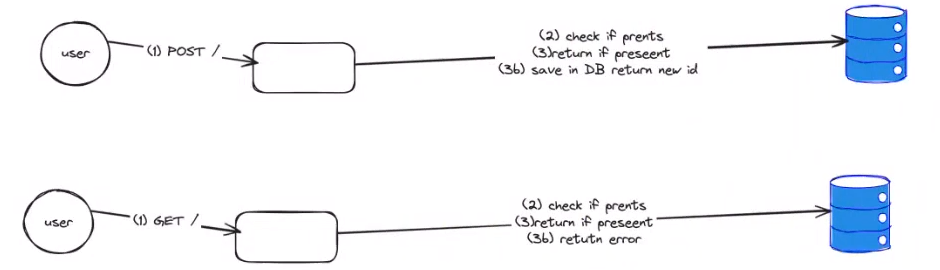 user
(1) POST /
(2) check if prents
(3)return if preseent
(3b) save in DB return new id
user
(1) GET /
(2) check if prents
(3)return if preseent
(3b) retutn error